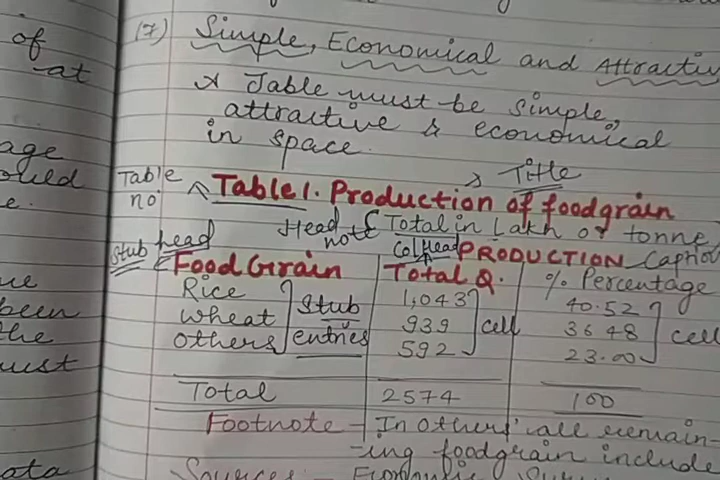 of
at
age
ould
e.
ue
been
the
ust
ata
(7) Simple, Economical and Attractiv
x Table must be simple,
attractive & economical
in space.
Title
Table
no
Table 1. Production of foodgrain
Head
note
(Total in Lakh of tonne
Stub head
Col Head
PRODUCTION Caption
Food Grain
Total Q.
% Percentage
Rice
1,043
40.52
Wheat
Stub
939
cell
36 48
cell
Others
entries
592
23.00
Total
2574
100
Footnote - In others' all remain-
-ing foodgrain include
Sources -